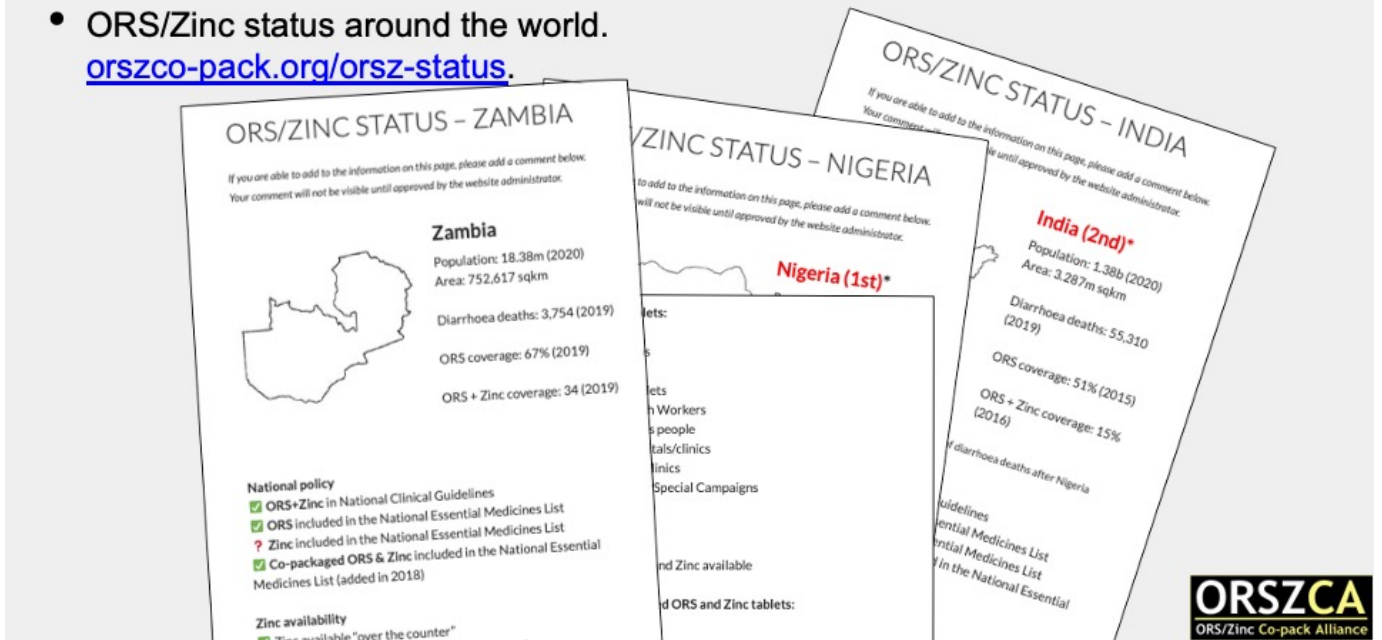 • ORS/Zinc status around the world.
orszco-pack.org/orsz-status.
ORS/ZINC STATUS – ZAMBIA
If you are able to add to the information on this page, please add a comment below.
Your comment will not be visible until approved by the website administrator.
Zambia
Population: 18.38m (2020)
Area: 752,617 sqkm
Diarrhoea deaths: 3,754 (2019)
ORS coverage: 67% (2019)
ORS + Zinc coverage: 34 (2019)
National policy
✅ ORS+Zinc in National Clinical Guidelines
✅ ORS included in the National Essential Medicines List
❓ Zinc included in the National Essential Medicines List
✅ Co-packaged ORS & Zinc included in the National Essential
Medicines List (added in 2018)
Zinc availability
✅ Zinc available "over the counter"
/ZINC STATUS – NIGERIA
to add to the information on this page, please add a comment below.
will not be visible until approved by the website administrator.
Nigeria (1st)*
lets:
s
lets
h Workers
s people
tals/clinics
linics
Special Campaigns
nd Zinc available
d ORS and Zinc tablets:
ORS/ZINC STATUS – INDIA
If you are able to add to the information on this page, please add a comment below.
Your comment will be visible until approved by the website administrator.
India (2nd)*
Population: 1.38b (2020)
Area: 3.287m sqkm
Diarrhoea deaths: 55,310
(2019)
ORS coverage: 51% (2015)
ORS + Zinc coverage: 15%
(2016)
f diarrhoea deaths after Nigeria
uidelines
ential Medicines List
ential Medicines List
d in the National Essential
ORSZCA
ORS/Zinc Co-pack Alliance